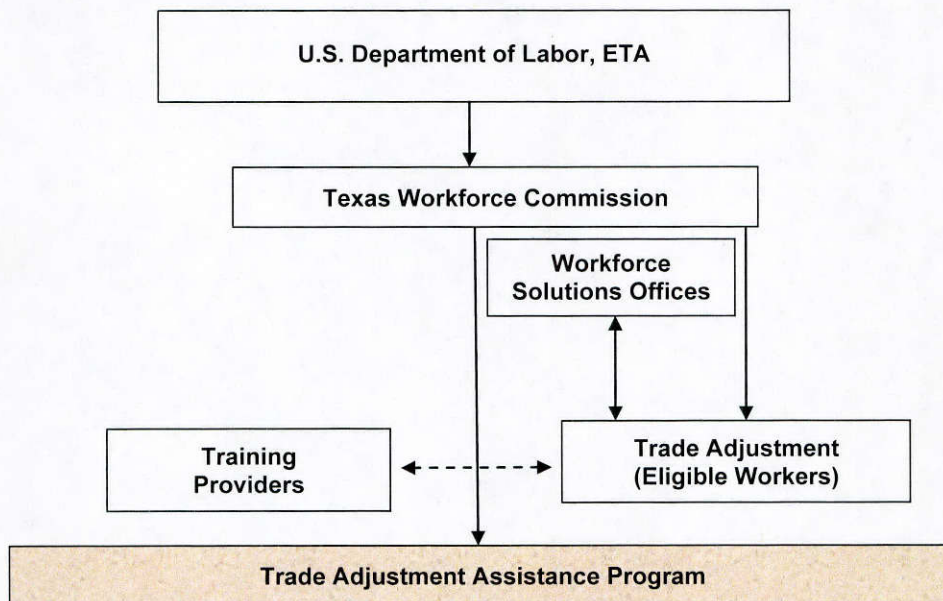 U.S. Department of Labor, ETA
Texas Workforce Commission
Workforce
Solutions Offices
Training
Providers
Trade Adjustment
(Eligible Workers)
Trade Adjustment Assistance Program